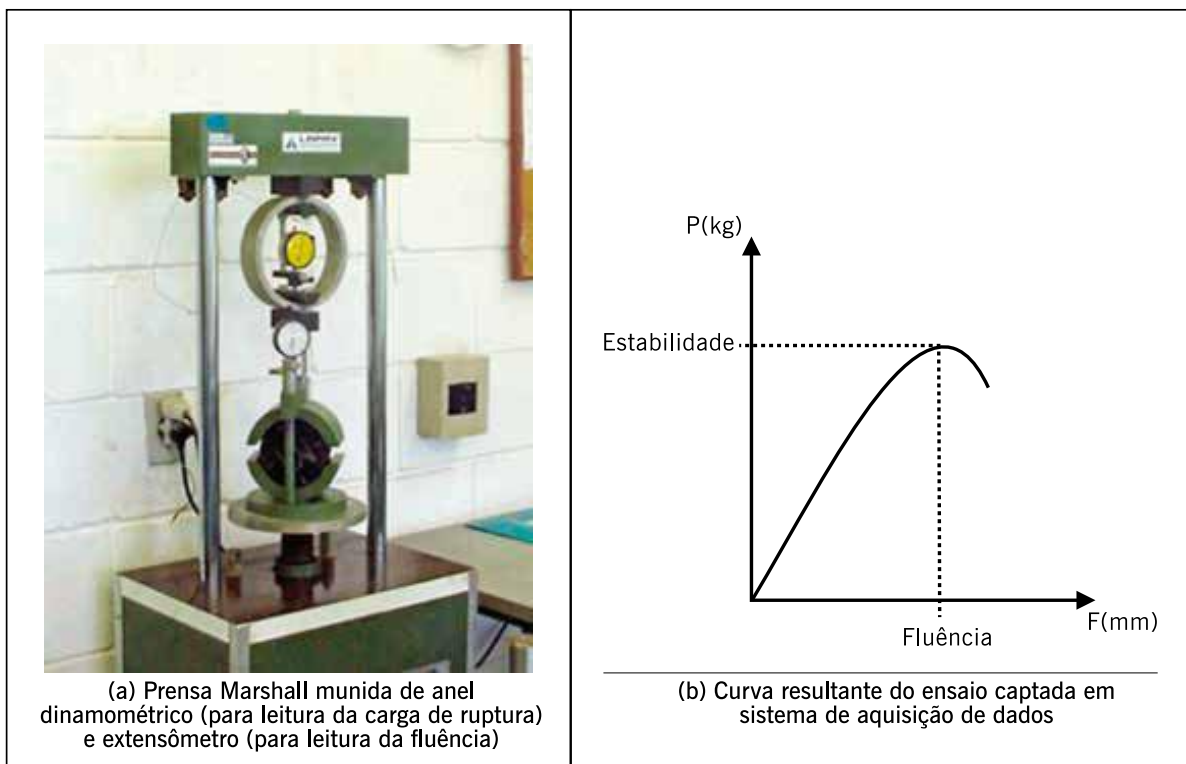 (a) Prensa Marshall munida de anel
dinamométrico (para leitura da carga de ruptura)
e extensômetro (para leitura da fluência)
P(kg)
Estabilidade
Fluência
F(mm)
(b) Curva resultante do ensaio captada em
sistema de aquisição de dados